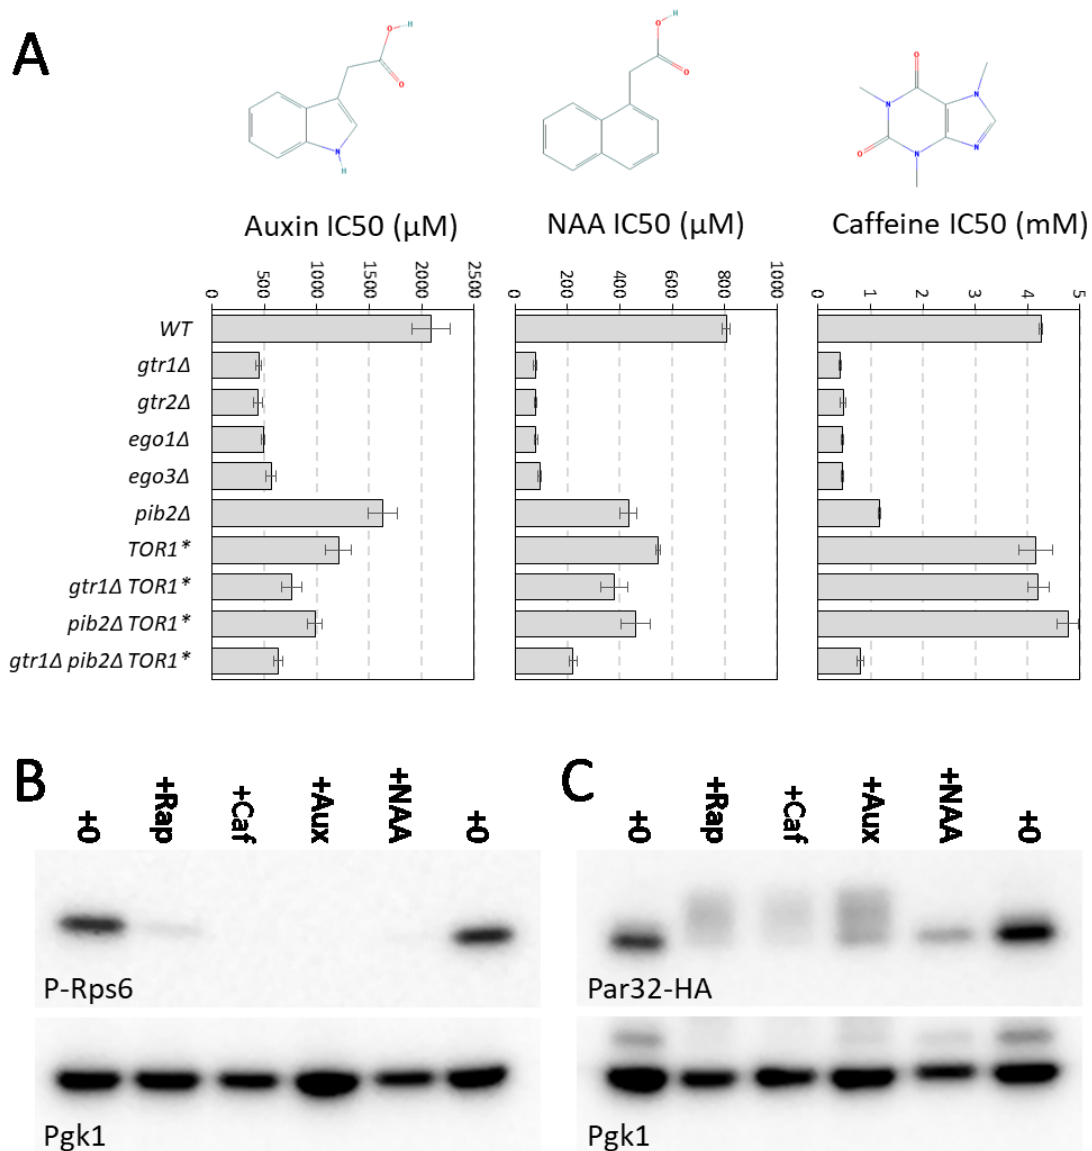 A
O H
O
N
H
O H
O
O
N
N
O
N
N
Auxin IC50 (µM)
NAA IC50 (µM)
Caffeine IC50 (mM)
0 500 1000 1500 2000 2500
0 200 400 600 800 1000
0 1 2 3 4 5
WT
gtr1Δ
gtr2Δ
ego1Δ
ego3Δ
pib2Δ
TOR1*
gtr1Δ TOR1*
pib2Δ TOR1*
gtr1Δ pib2Δ TOR1*
B
+0 +Rap +Caf +Aux +NAA +0
P-Rps6
Pgk1
C
+0 +Rap +Caf +Aux +NAA +0
Par32-HA
Pgk1